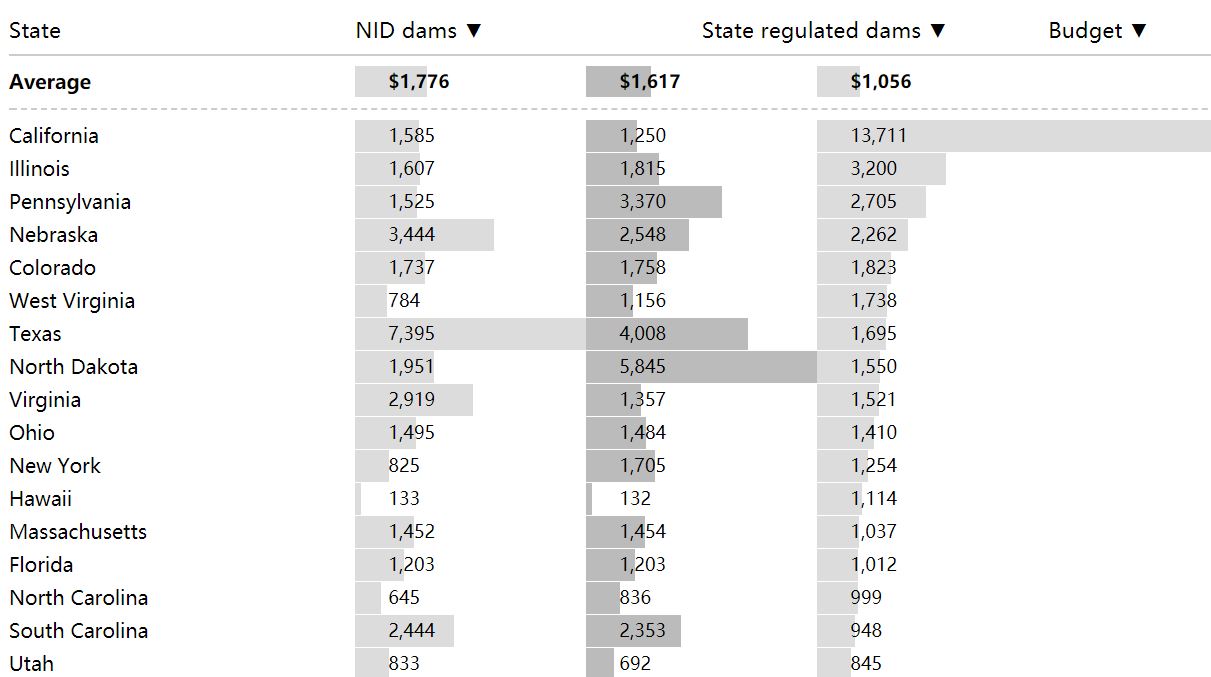 State NID dams ▼ State regulated dams ▼ Budget ▼
Average $1,776 $1,617 $1,056
California 1,585 1,250 13,711
Illinois 1,607 1,815 3,200
Pennsylvania 1,525 3,370 2,705
Nebraska 3,444 2,548 2,262
Colorado 1,737 1,758 1,823
West Virginia 784 1,156 1,738
Texas 7,395 4,008 1,695
North Dakota 1,951 5,845 1,550
Virginia 2,919 1,357 1,521
Ohio 1,495 1,484 1,410
New York 825 1,705 1,254
Hawaii 133 132 1,114
Massachusetts 1,452 1,454 1,037
Florida 1,203 1,203 1,012
North Carolina 645 836 999
South Carolina 2,444 2,353 948
Utah 833 692 845